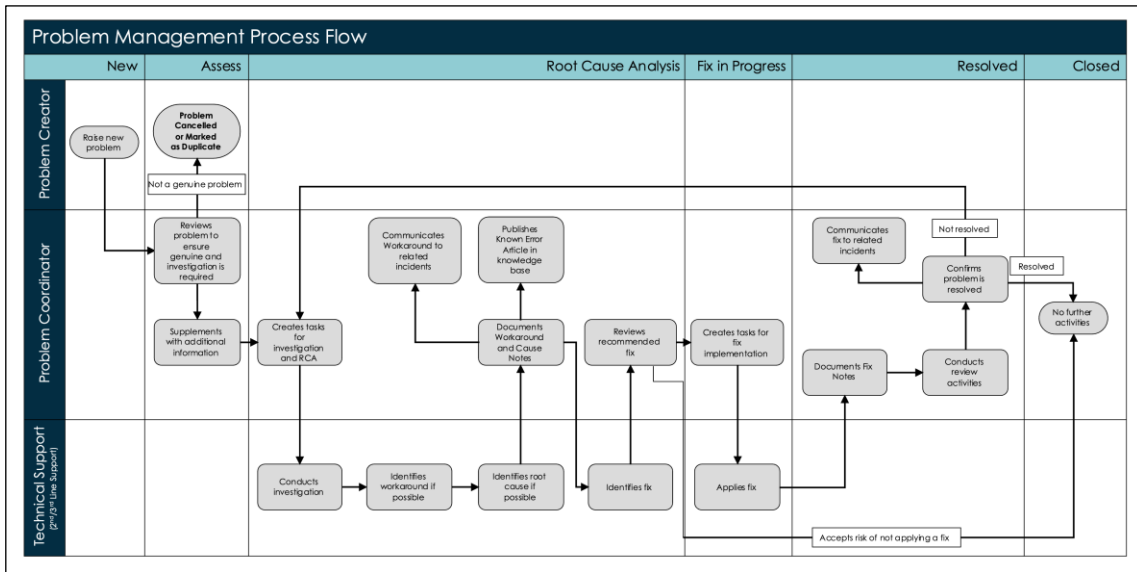 Problem Management Process Flow
New
Assess
Root Cause Analysis
Fix in Progress
Resolved
Closed
Problem Creator
Raise new
problem
Problem
Cancelled
or Marked
as Duplicate
Not a genuine problem
Problem Coordinator
Reviews
problem to
ensure
genuine and
investigation is
required
Communicates
Workaround to
related
incidents
Publishes
Known Error
Article in
knowledge
base
Communicates
fix to related
incidents
Not resolved
Confirms
problem is
resolved
Resolved
Supplements
with additional
information
Creates tasks
for
investigation
and RCA
Documents
Workaround
and Cause
Notes
Reviews
recommended
fix
Creates tasks for
fix
implementation
No further
activities
Documents Fix
Notes
Conducts
review
activities
Technical Support
(2nd/3rd Line Support)
Conducts
investigation
Identifies
workaround if
possible
Identifies root
cause if
possible
Identifies fix
Applies fix
Accepts risk of not applying a fix